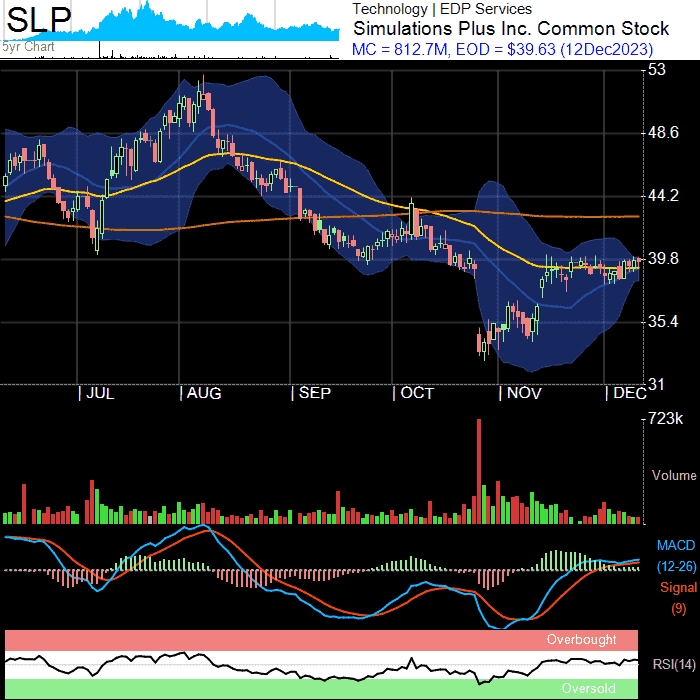 SLP
5yr Chart
Technology | EDP Services
Simulations Plus Inc. Common Stock
MC = 812.7M, EOD = $39.63 (12Dec2023)
53
48.6
44.2
39.8
35.4
31
JUL AUG SEP OCT NOV DEC
723k
Volume
MACD
(12-26)
Signal
(9)
Overbought
RSI(14)
Oversold